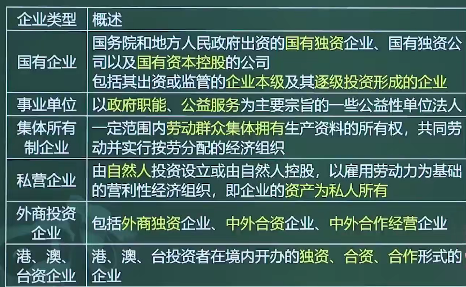 企业类型 概述
国有企业
国务院和地方人民政府出资的国有独资企业、国有独资公
司以及国有资本控股的公司
包括其出资或监管的企业本级及其逐级投资形成的企业
事业单位 以政府职能、公益服务为主要宗旨的一些公益性单位法人
集体所有
制企业
一定范围内劳动群众集体拥有生产资料的所有权，共同劳
动并实行按劳分配的经济组织
私营企业
由自然人投资设立或由自然人控股，以雇用劳动力为基础
的营利性经济组织，即企业的资产为私人所有
外商投资
企业
包括外商独资企业、中外合资企业、中外合作经营企业
港、澳、
台资企业
港、澳、台投资者在境内开办的独资、合资、合作形式的
企业